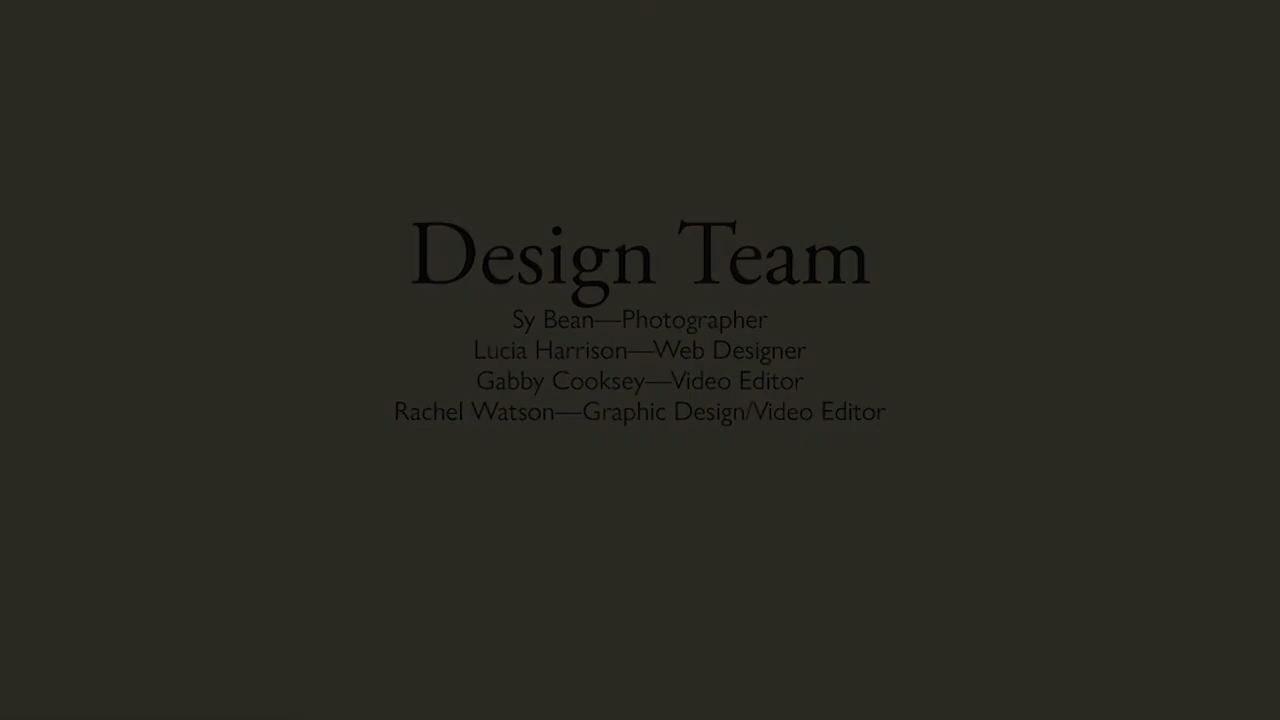 Design Team
Sy Bean—Photographer
Lucia Harrison—Web Designer
Gabby Cooksey—Video Editor
Rachel Watson—Graphic Design/Video Editor